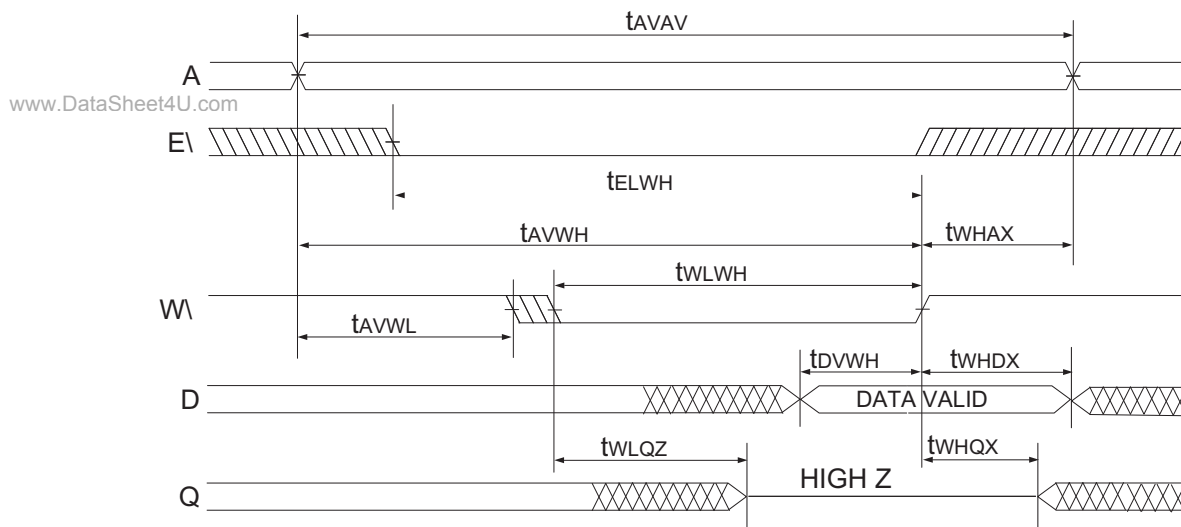 tAVAV
A
www.DataSheet4U.com
E\
tELWH
tAVWH
tWHAX
tWLWH
W\
tAVWL
tDVWH
tWHDX
D
DATA VALID
tWLQZ
tWHQX
HIGH Z
Q